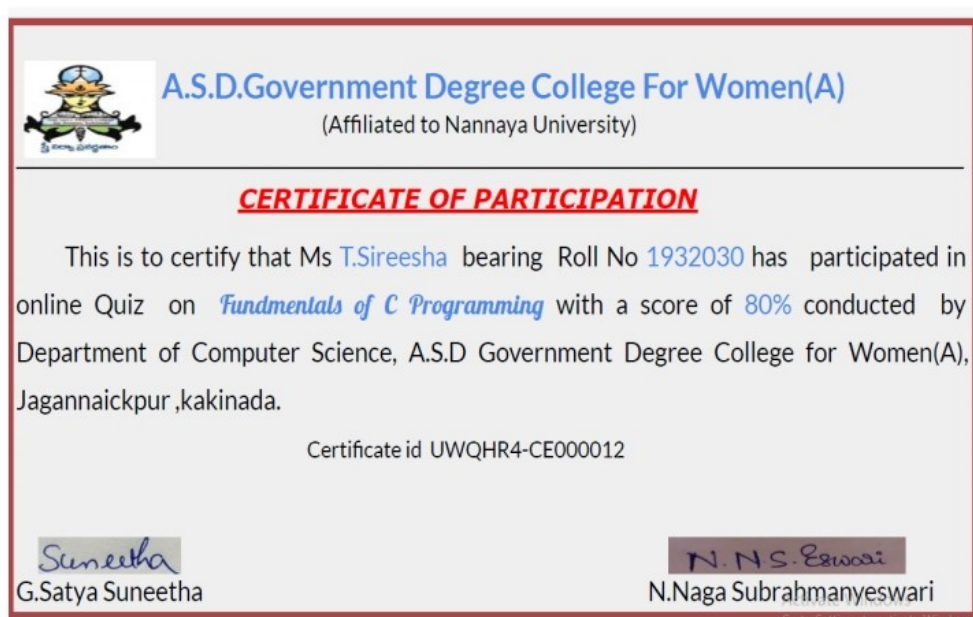 A.S.D.Government Degree College For Women(A)
(Affiliated to Nannaya University)
CERTIFICATE OF PARTICIPATION
This is to certify that Ms T.Sireesha bearing Roll No 1932030 has participated in
online Quiz on Fundmentals of C Programming with a score of 80% conducted by
Department of Computer Science, A.S.D Government Degree College for Women(A),
Jagannaickpur ,kakinada.
Certificate id UWQHR4-CE000012
Suneetha
N.N.S.Eswari
G.Satya Suneetha
N.Naga Subrahmanyeswari
Activate Windows